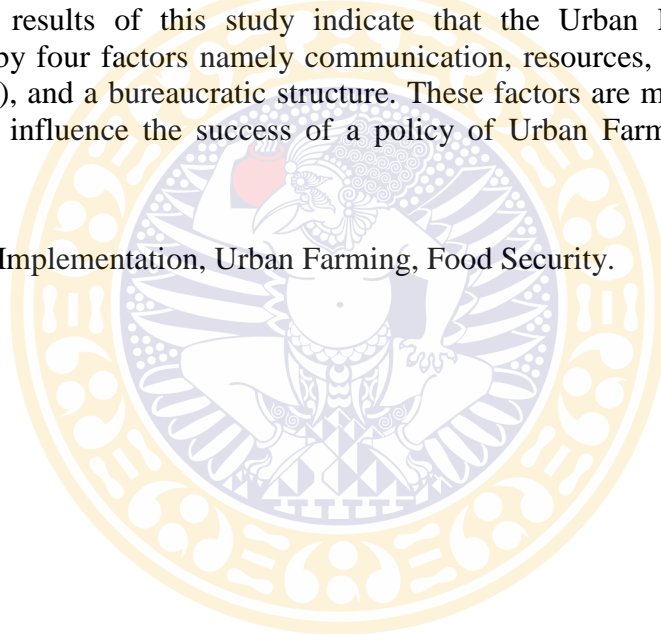 results of this study indicate that the Urban
by four factors namely communication, resources,
), and a bureaucratic structure. These factors are
influence the success of a policy of Urban
Implementation, Urban Farming, Food Security.